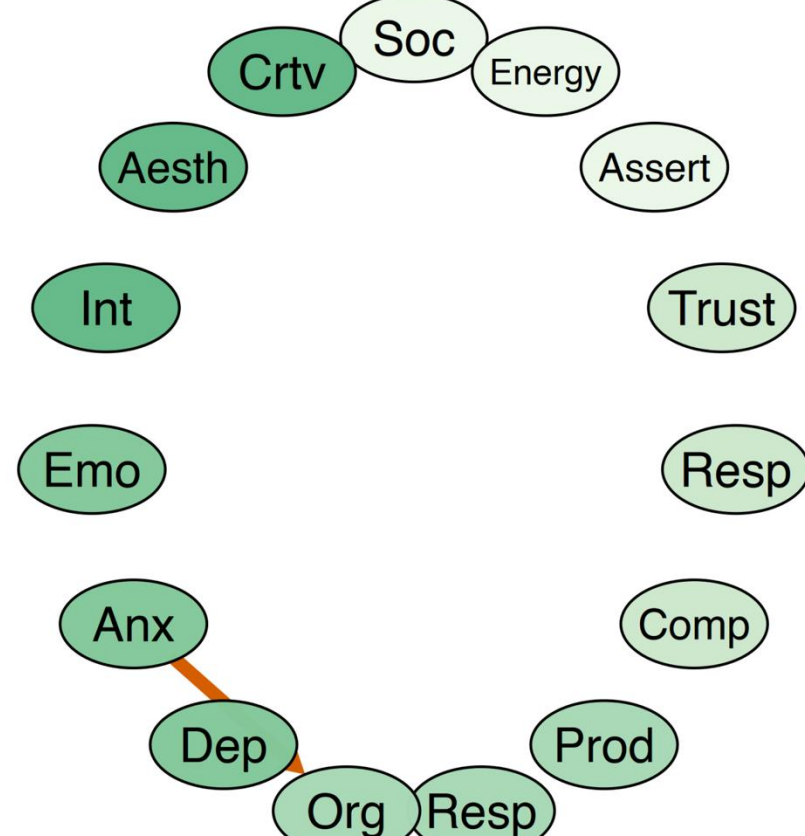 Soc
Crtv
Energy
Aesth
Assert
Int
Trust
Emo
Resp
Anx
Comp
Dep
Prod
Org
Resp